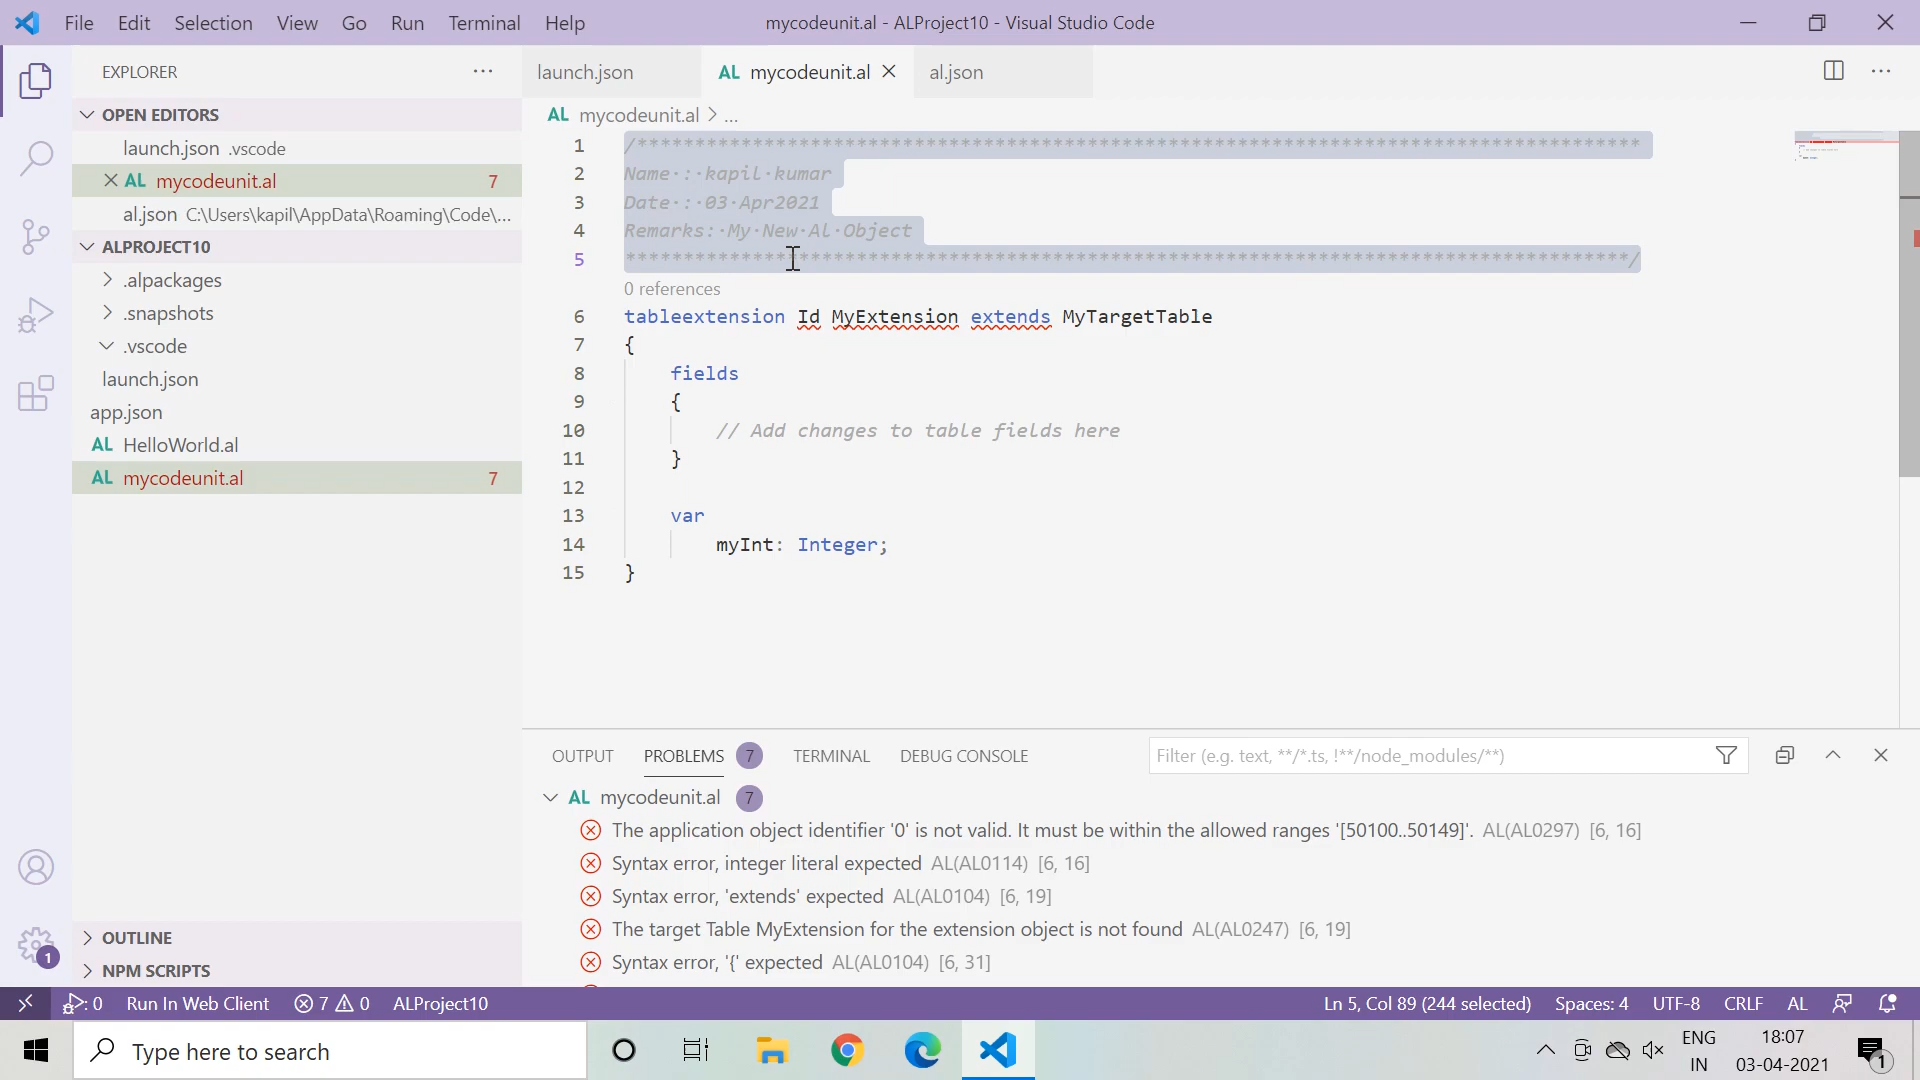 File Edit Selection View Go Run Terminal Help
mycodeunit.al - ALProject10 - Visual Studio Code
EXPLORER
OPEN EDITORS
launch.json .vscode
AL mycodeunit.al 7
al.json C:\Users\kapil\AppData\Roaming\Code\...
ALPROJECT10
.alpackages
.snapshots
.vscode
launch.json
app.json
AL HelloWorld.al
AL mycodeunit.al 7
OUTLINE
NPM SCRIPTS
1
launch.json
AL mycodeunit.al
al.json
AL mycodeunit.al > ...
1 /***************************************************************************************
2 Name·:·kapil·kumar
3 Date·:·03·Apr2021
4 Remarks:·My·New·Al·Object
5 ***************************************************************************************/
0 references
6 tableextension Id MyExtension extends MyTargetTable
7 {
8 fields
9 {
10 // Add changes to table fields here
11 }
12
13 var
14 myInt: Integer;
15 }
OUTPUT PROBLEMS 7 TERMINAL DEBUG CONSOLE
Filter (e.g. text, **/*.ts, !**/node_modules/**)
AL mycodeunit.al 7
The application object identifier '0' is not valid. It must be within the allowed ranges '[50100..50149]'. AL(AL0297) [6, 16]
Syntax error, integer literal expected AL(AL0114) [6, 16]
Syntax error, 'extends' expected AL(AL0104) [6, 19]
The target Table MyExtension for the extension object is not found AL(AL0247) [6, 19]
Syntax error, '{' expected AL(AL0104) [6, 31]
: 0 Run In Web Client 7 0 ALProject10
Ln 5, Col 89 (244 selected) Spaces: 4 UTF-8 CRLF AL
Type here to search
ENG
IN
18:07
03-04-2021
1